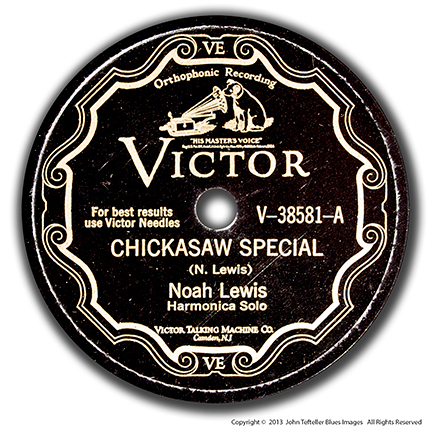 VE
Orthophonic Recording
"HIS MASTER'S VOICE"
VICTOR
For best results
use Victor Needles
V-38581-A
CHICKASAW SPECIAL
(N. Lewis)
Noah Lewis
Harmonica Solo
VICTOR TALKING MACHINE CO.
Camden, N.J.
VE
Copyright © 2013 John Tefteller Blues Images All Rights Reserved